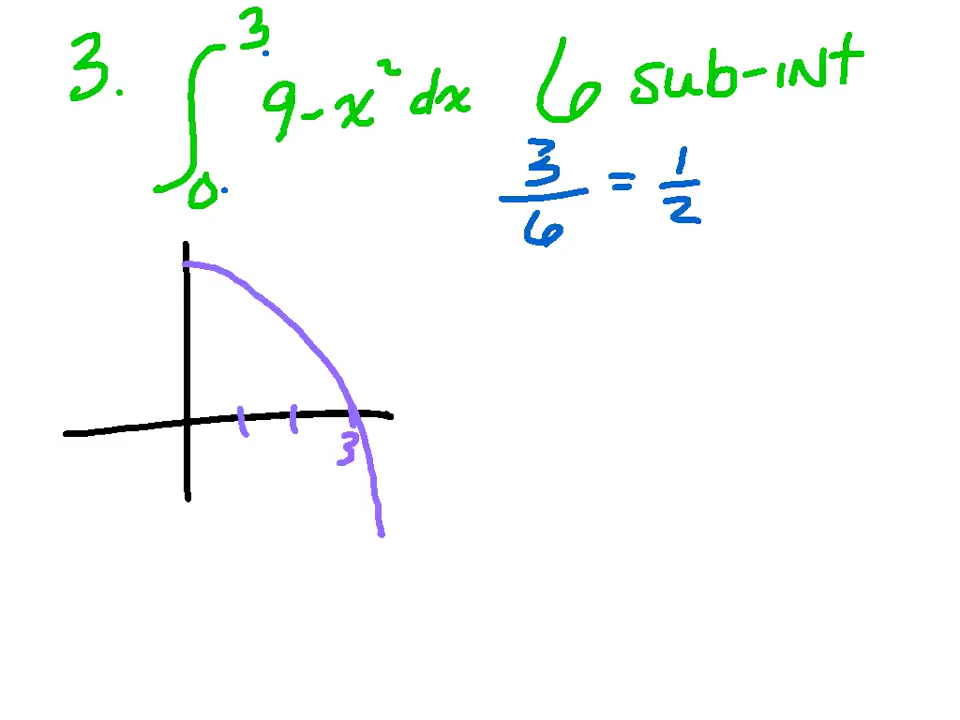 3. ∫₀³ 9-x² dx 6 sub-int
3/6 = 1/2
3